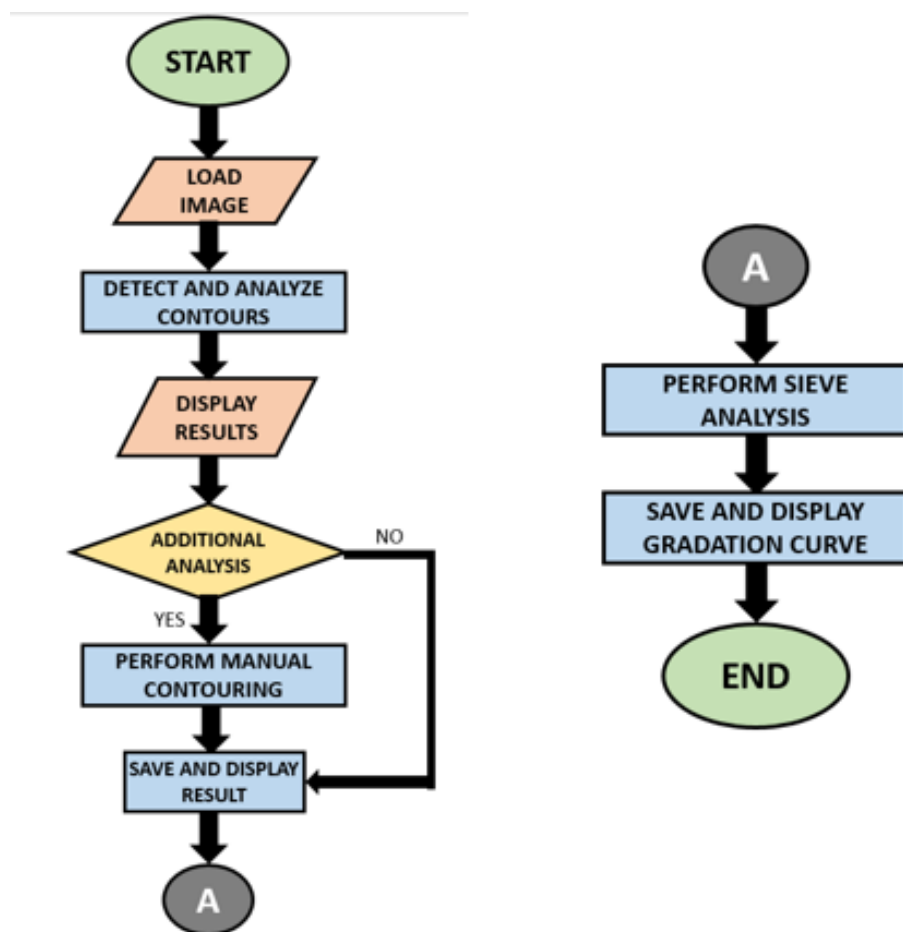 START
LOAD
IMAGE
DETECT AND ANALYZE
CONTOURS
DISPLAY
RESULTS
ADDITIONAL
ANALYSIS
NO
YES
PERFORM MANUAL
CONTOURING
SAVE AND DISPLAY
RESULT
A
A
PERFORM SIEVE
ANALYSIS
SAVE AND DISPLAY
GRADATION CURVE
END